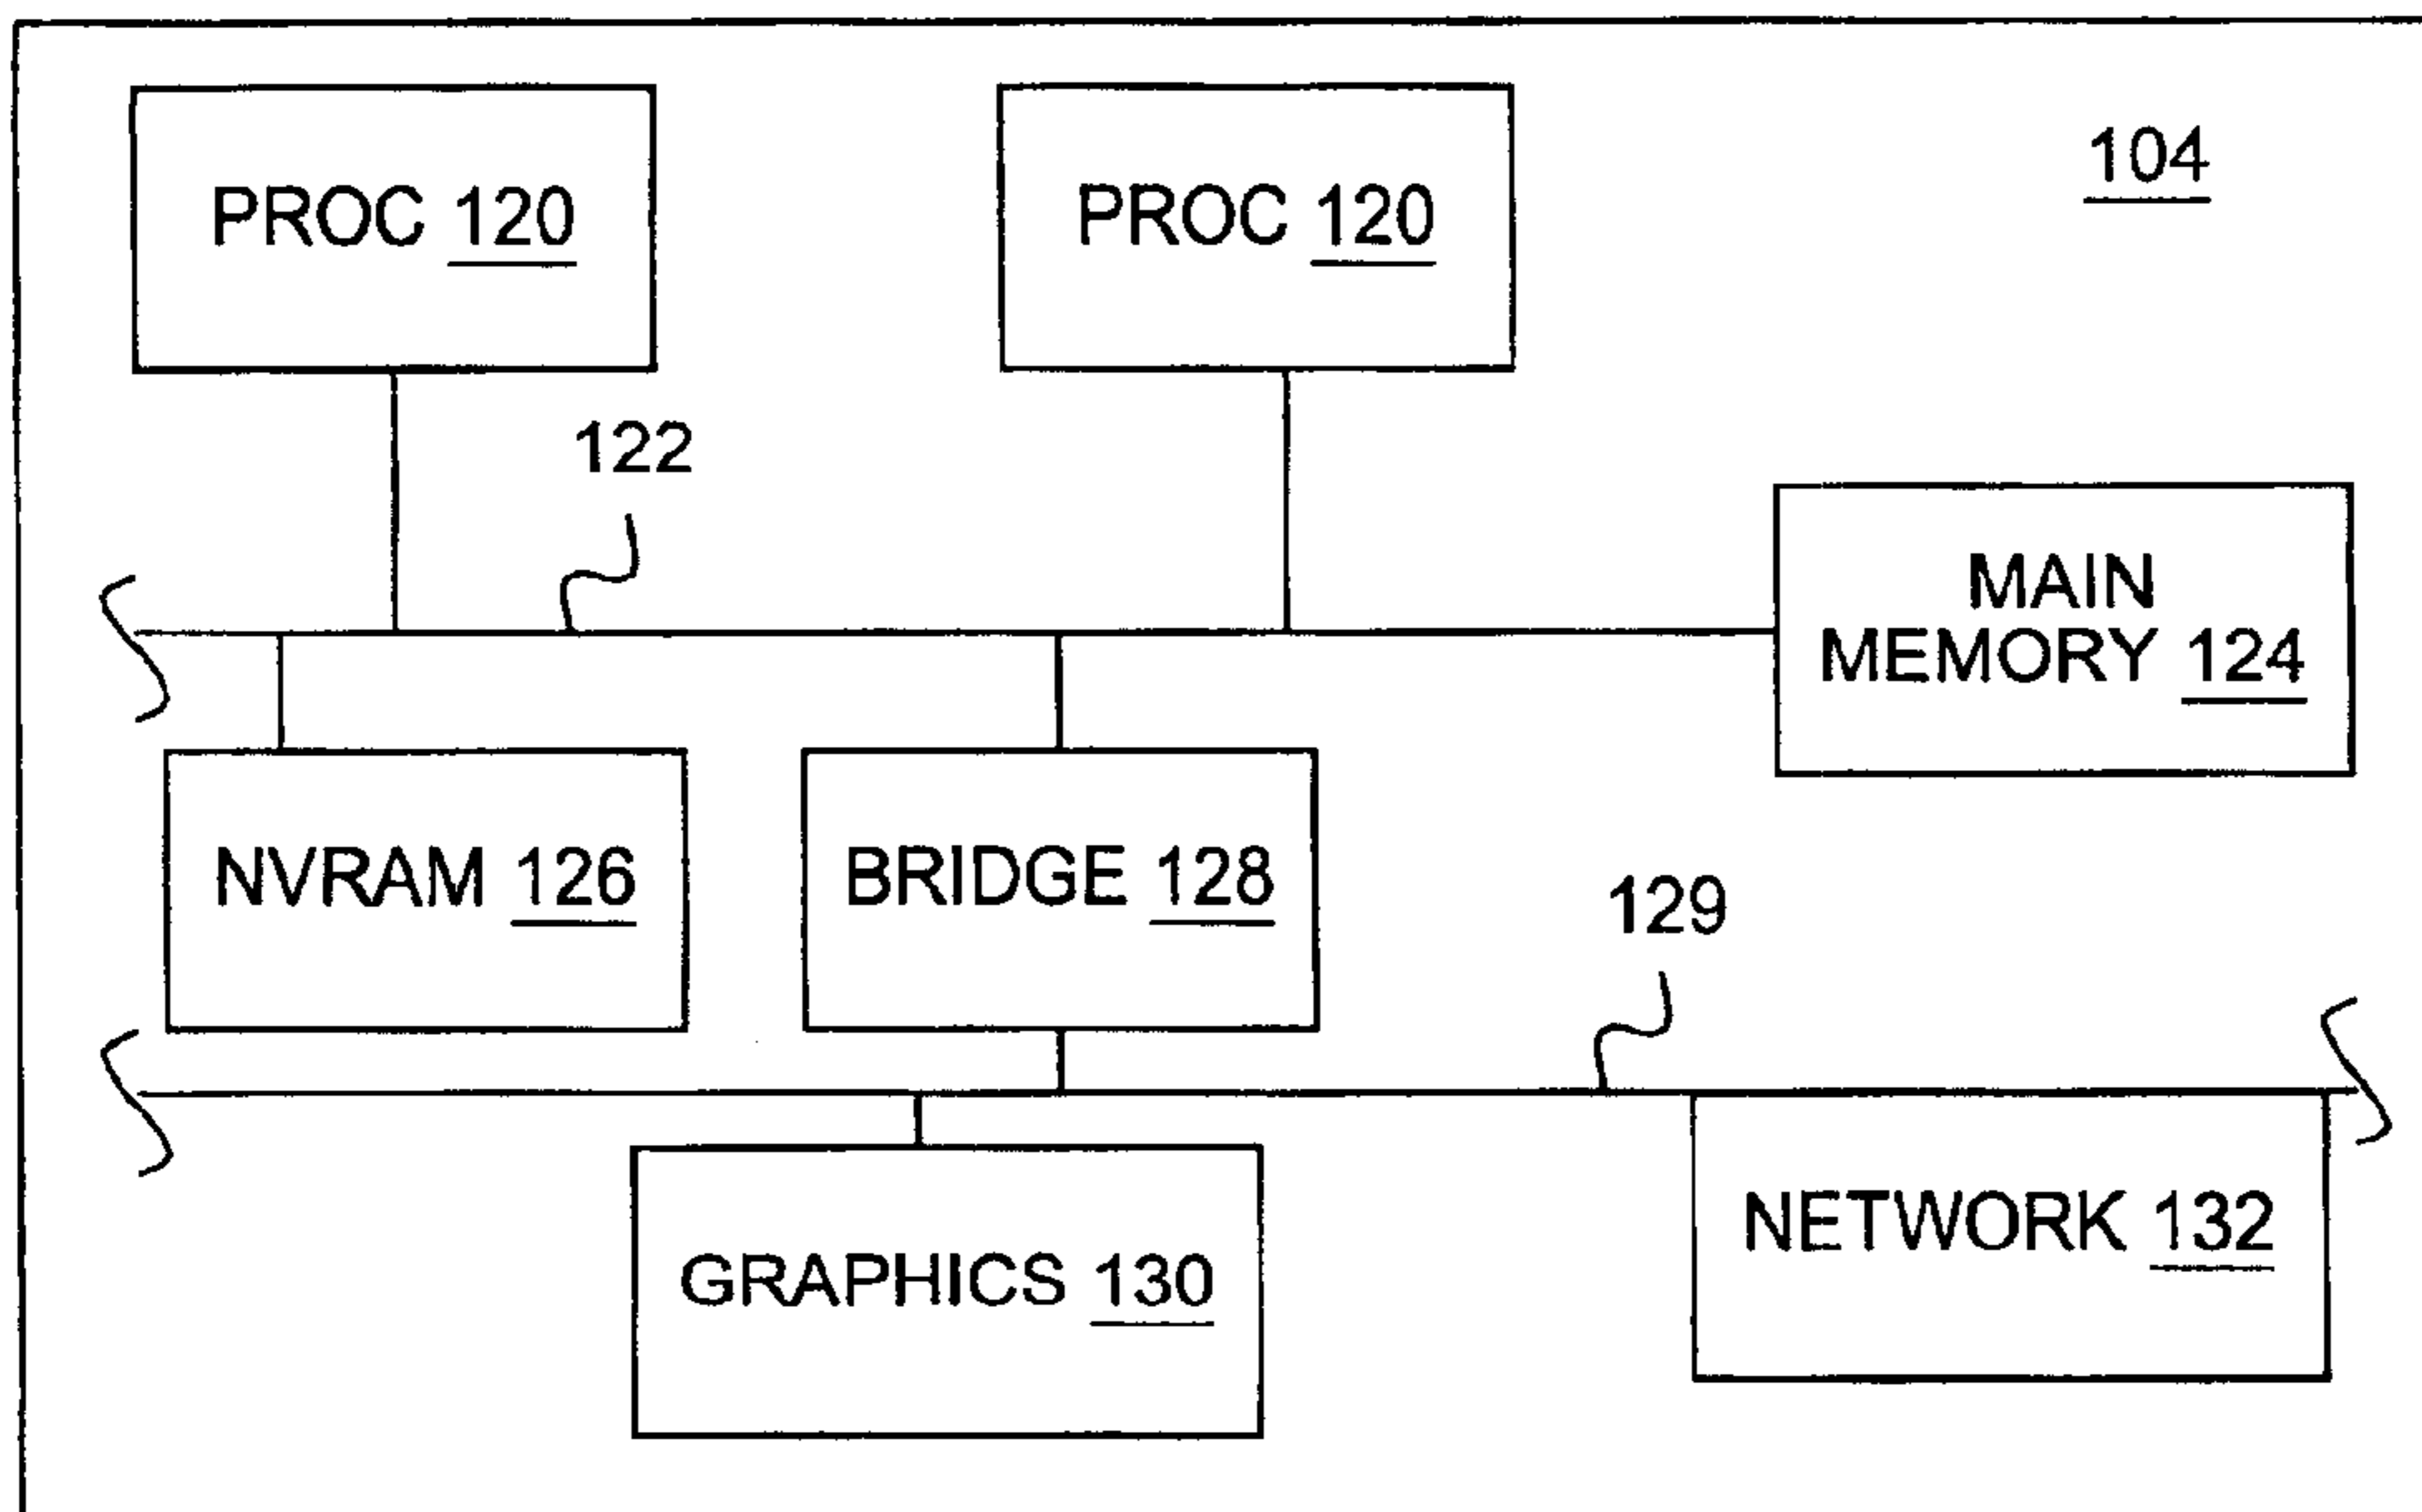 PROC 120
PROC 120
104
122
MAIN
MEMORY 124
NVRAM 126
BRIDGE 128
129
GRAPHICS 130
NETWORK 132